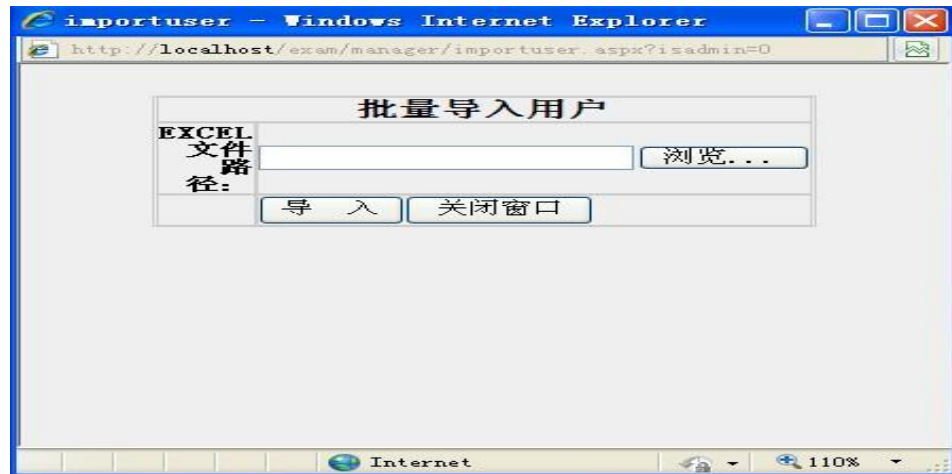 importuser - Windows Internet Explorer
http://localhost/exam/manager/importuser.aspx?isadmin=0
批量导入用户
EXCEL
文件
路
径:
浏览...
导 入
关闭窗口
Internet
110%